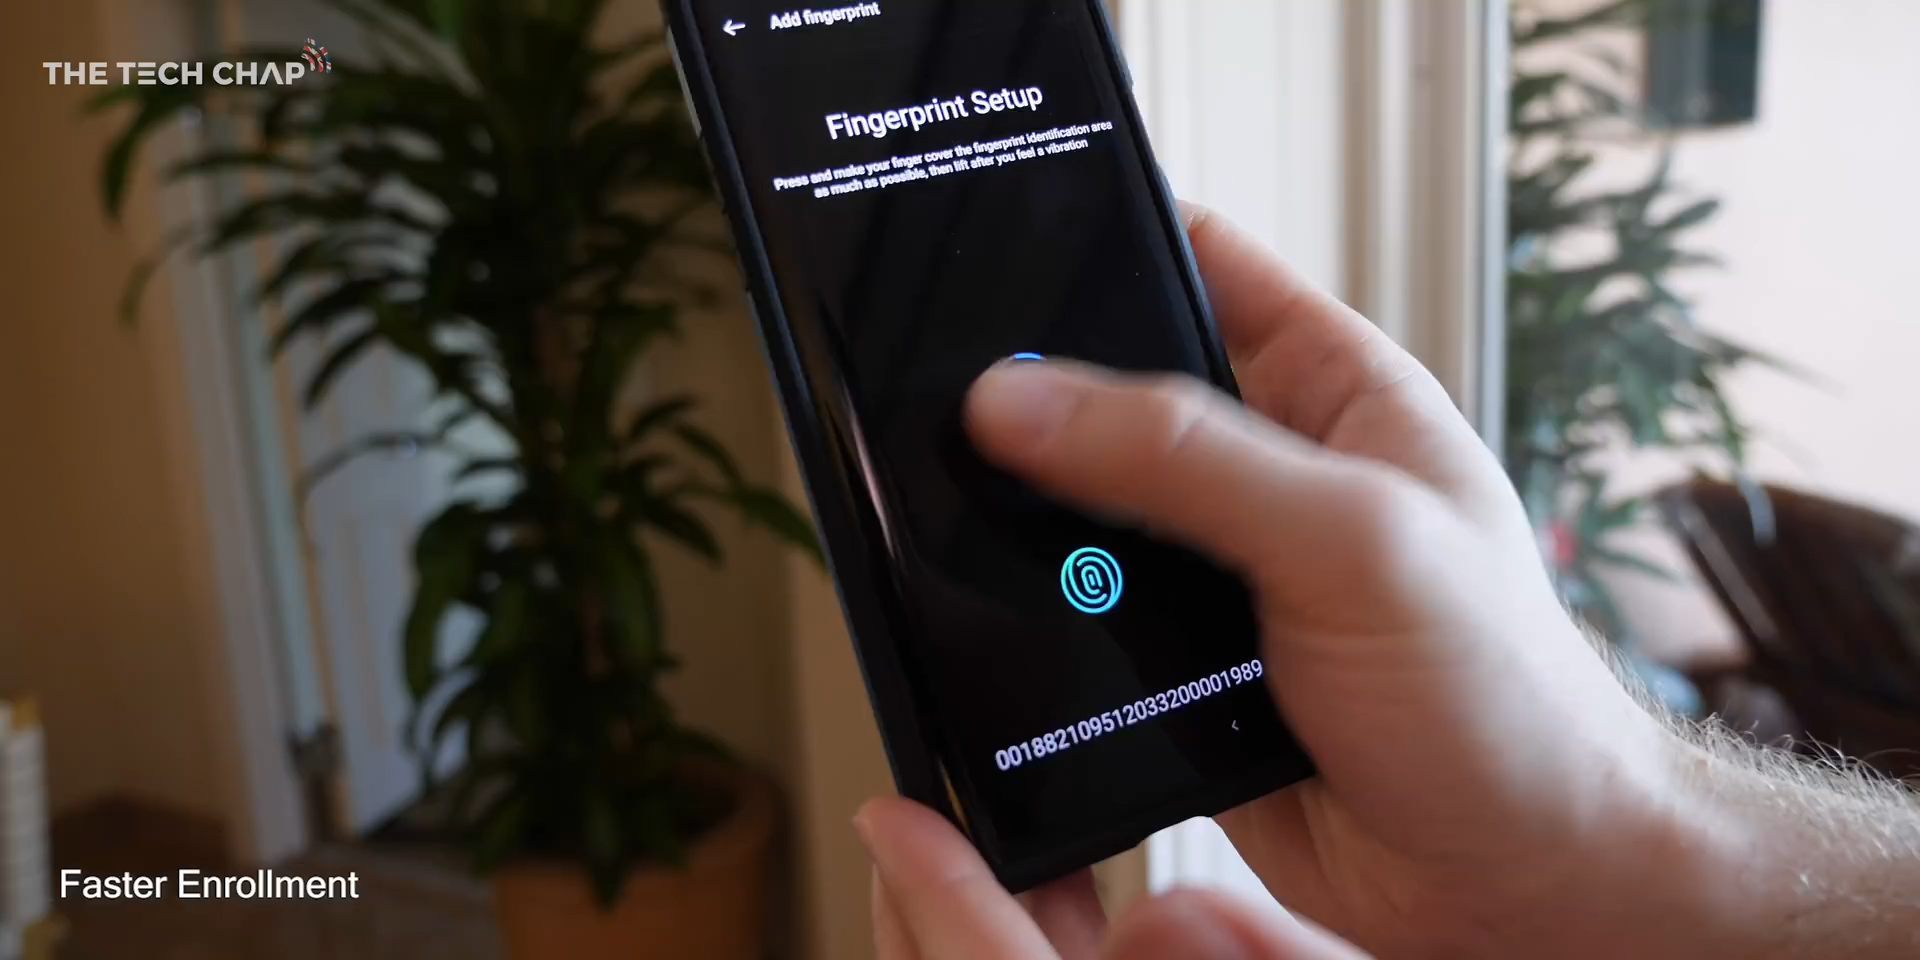 THE TECH CHAP
Add fingerprint
Fingerprint Setup
Press and make your finger cover the fingerprint identification area
as much as possible, then lift after you feel a vibration
001882109512033200001989
Faster Enrollment